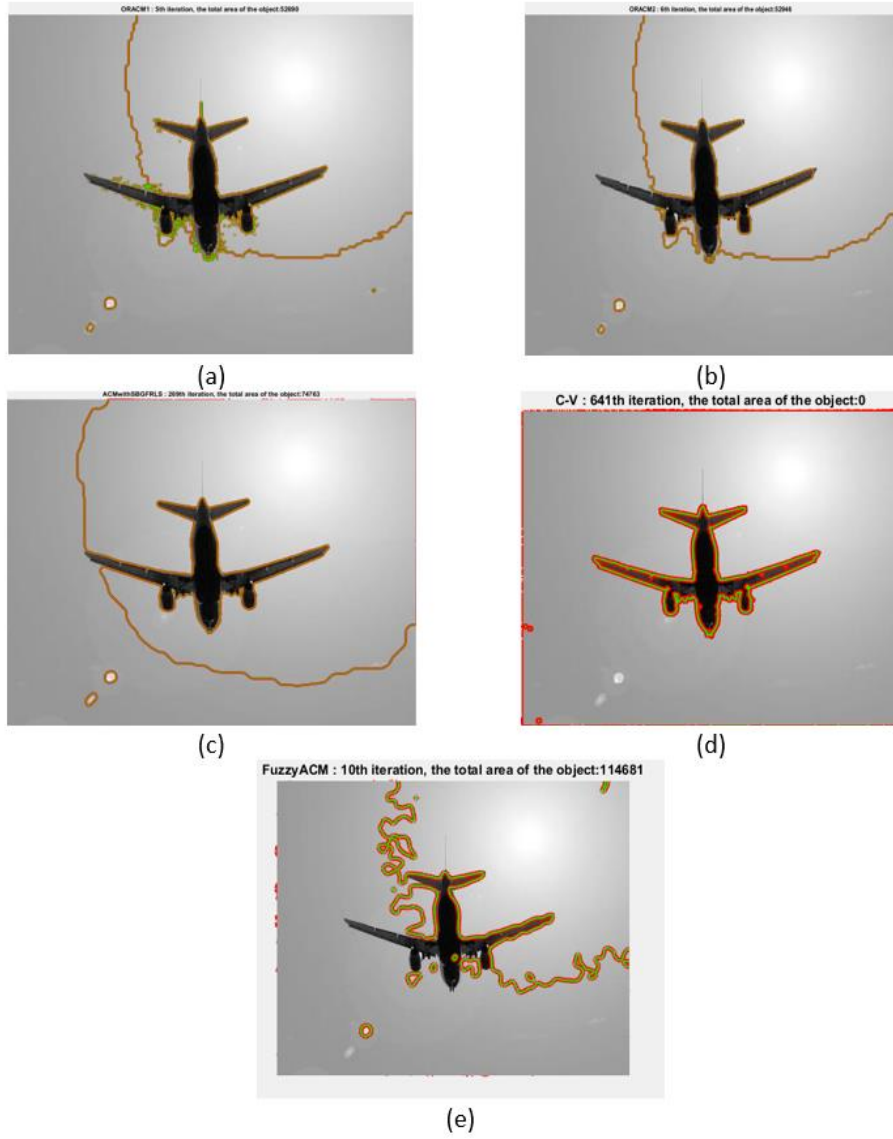 ORACM1 : 5th iteration, the total area of the object:52890
ORACM2 : 6th iteration, the total area of the object:52946
(a)
(b)
ACMwithSBGFRLS : 269th iteration, the total area of the object:74763
C-V : 641th iteration, the total area of the object:0
(c)
(d)
FuzzyACM : 10th iteration, the total area of the object:114681
(e)